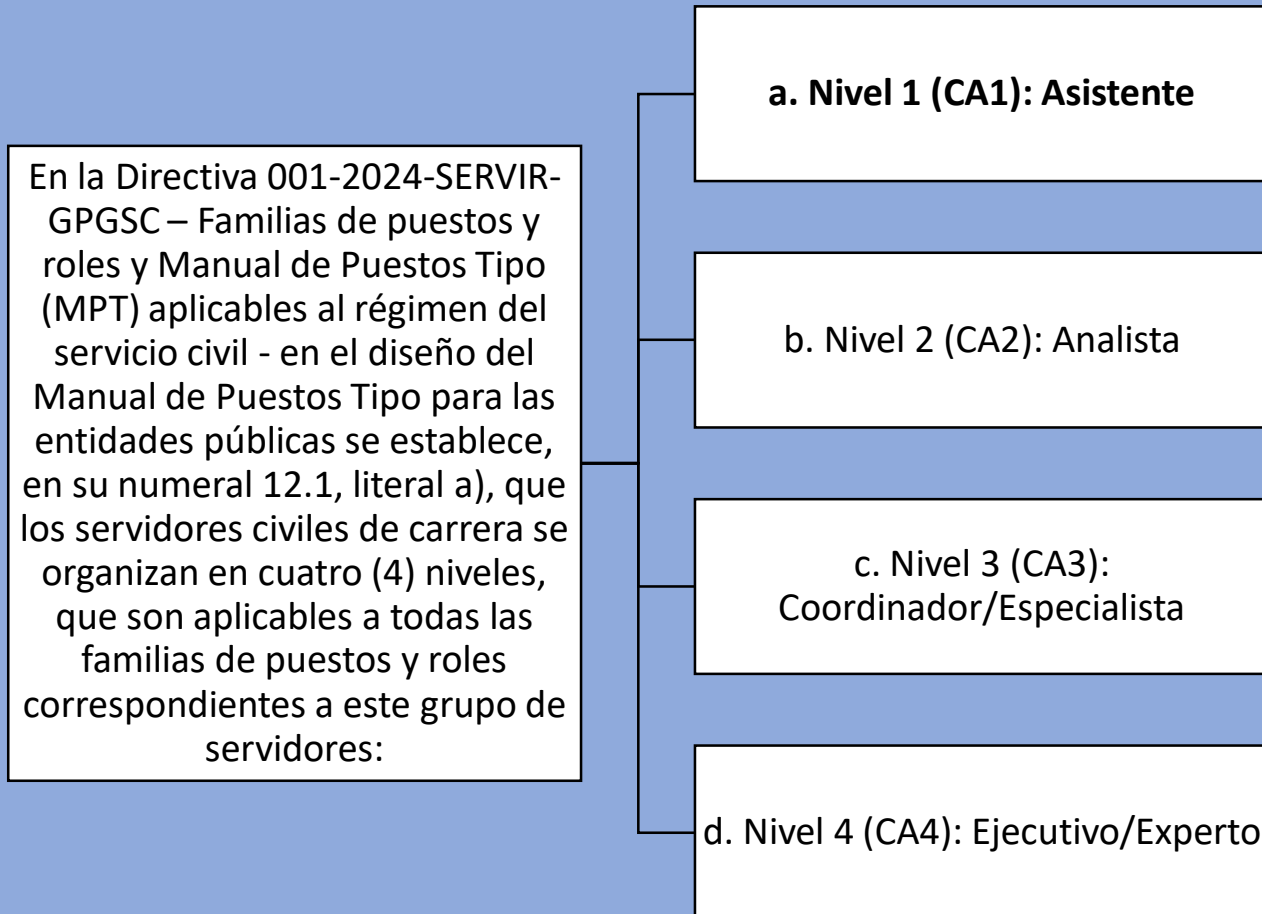 En la Directiva 001-2024-SERVIR-
GPGSC – Familias de puestos y
roles y Manual de Puestos Tipo
(MPT) aplicables al régimen del
servicio civil - en el diseño del
Manual de Puestos Tipo para las
entidades públicas se establece,
en su numeral 12.1, literal a), que
los servidores civiles de carrera se
organizan en cuatro (4) niveles,
que son aplicables a todas las
familias de puestos y roles
correspondientes a este grupo de
servidores:
a. Nivel 1 (CA1): Asistente
b. Nivel 2 (CA2): Analista
c. Nivel 3 (CA3):
Coordinador/Especialista
d. Nivel 4 (CA4): Ejecutivo/Experto